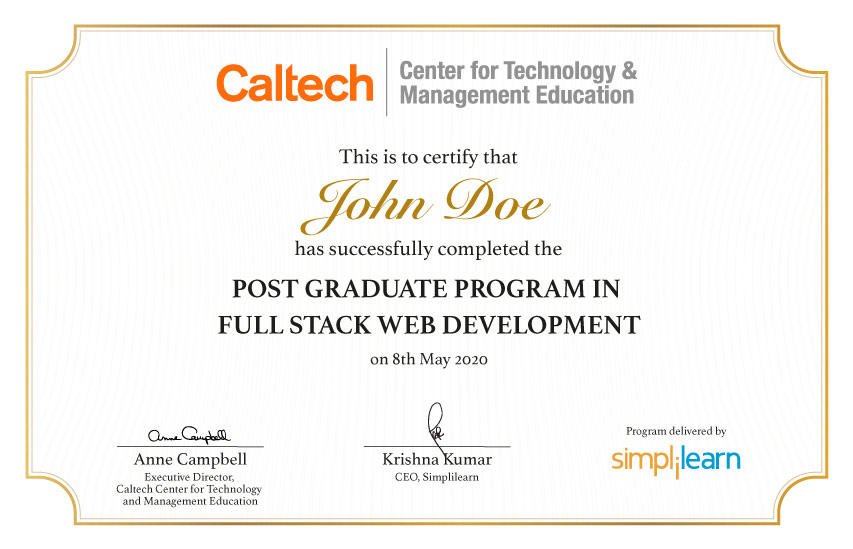 Caltech
Center for Technology &
Management Education
This is to certify that
John Doe
has successfully completed the
POST GRADUATE PROGRAM IN
FULL STACK WEB DEVELOPMENT
on 8th May 2020
Anne Campbell
Anne Campbell
Executive Director,
Caltech Center for Technology
and Management Education
Krishna Kumar
CEO, Simplilearn
Program delivered by
simplilearn